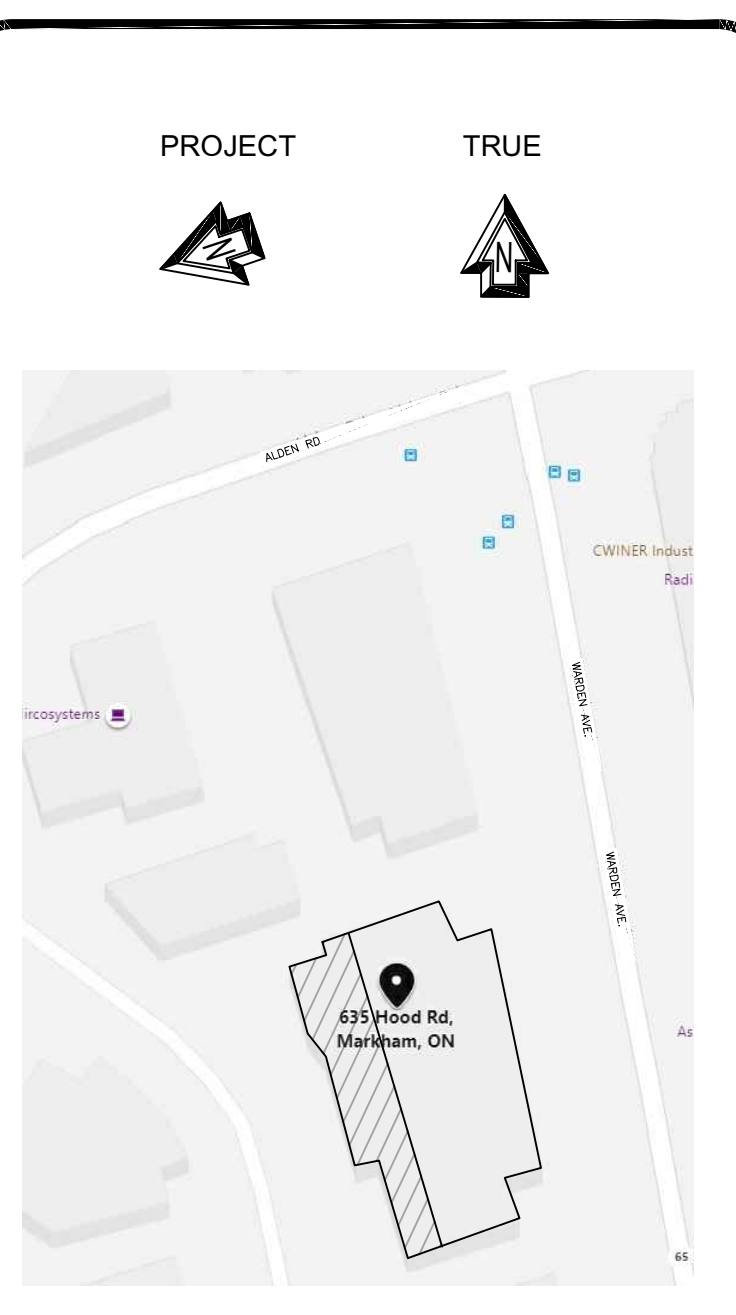 PROJECT
TRUE
N
N
ALDEN RD
CWINER Indust
Radi
WARDEN AVE.
ircosystems
WARDEN AVE.
635 Hood Rd,
Markham, ON
As
65